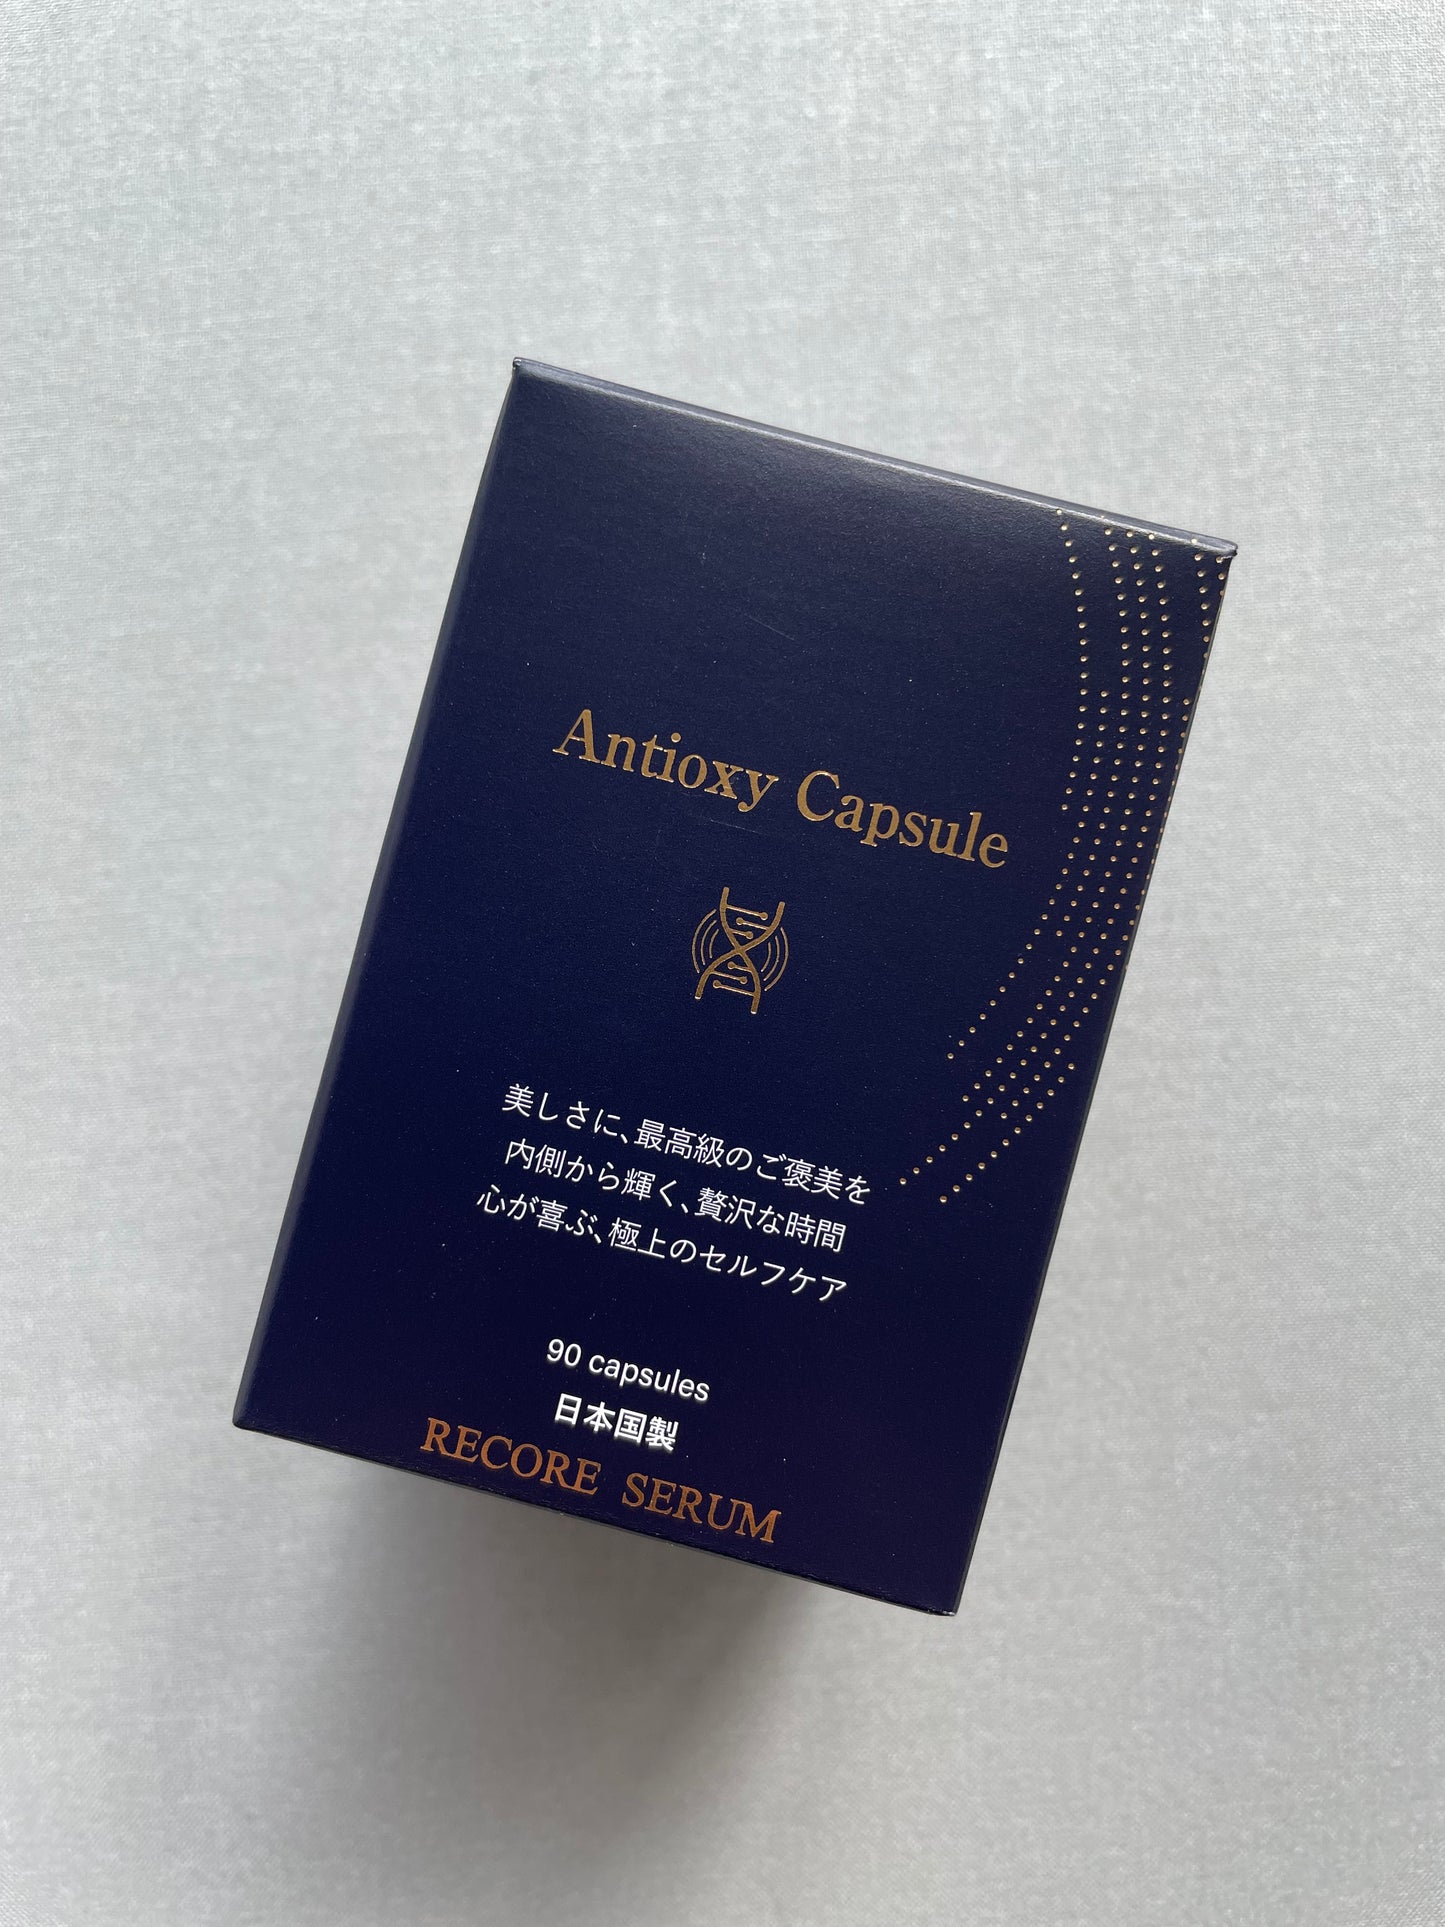 Antioxy Capsule
美しさに、最高級のご褒美を
内側から輝く、贅沢な時間
心が喜ぶ、極上のセルフケア
90 capsules
日本国製
RECORE SERUM